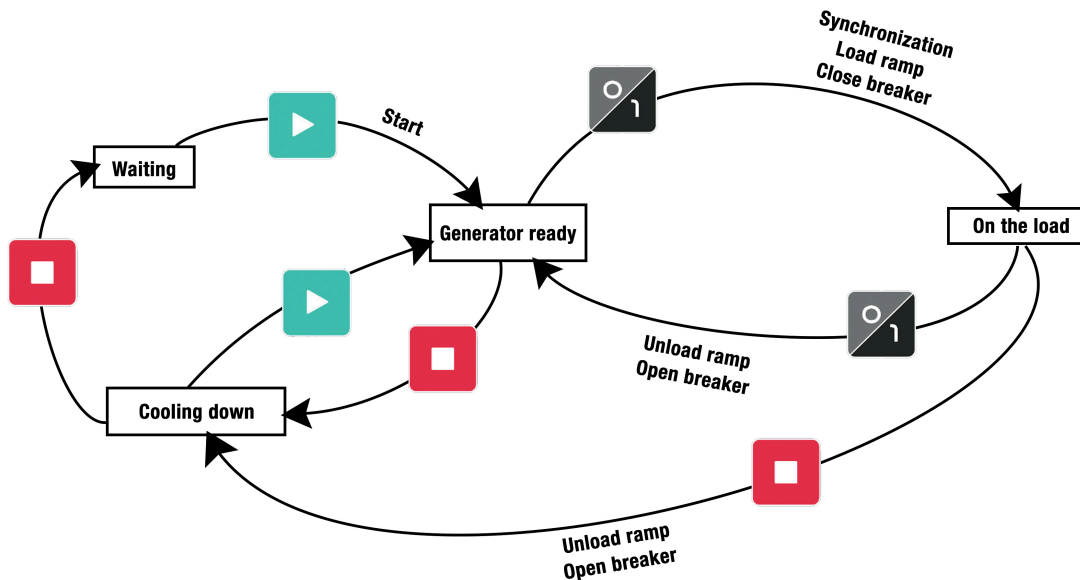 Synchronization
Load ramp
Close breaker
Start
Waiting
Generator ready
On the load
Unload ramp
Open breaker
Cooling down
Unload ramp
Open breaker